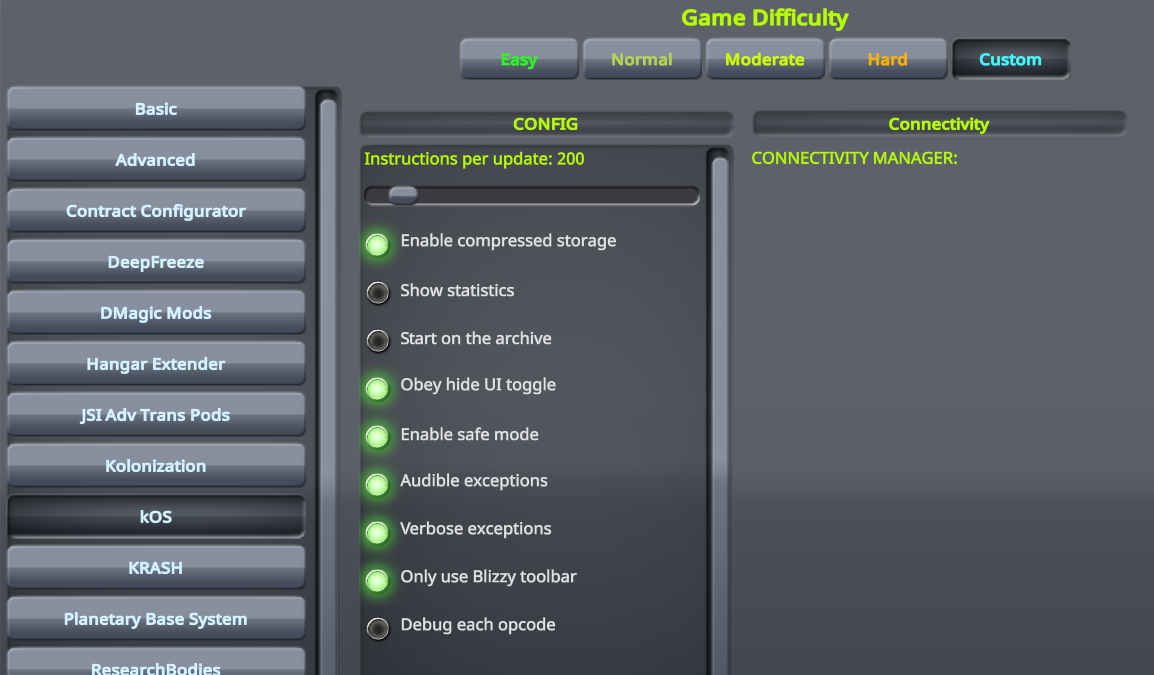 Game Difficulty
Easy
Normal
Moderate
Hard
Custom
Basic
Advanced
Contract Configurator
DeepFreeze
DMagic Mods
Hangar Extender
JSI Adv Trans Pods
Kolonization
kOS
KRASH
Planetary Base System
ResearchBodies
CONFIG
Instructions per update: 200
Enable compressed storage
Show statistics
Start on the archive
Obey hide UI toggle
Enable safe mode
Audible exceptions
Verbose exceptions
Only use Blizzy toolbar
Debug each opcode
Connectivity
CONNECTIVITY MANAGER: